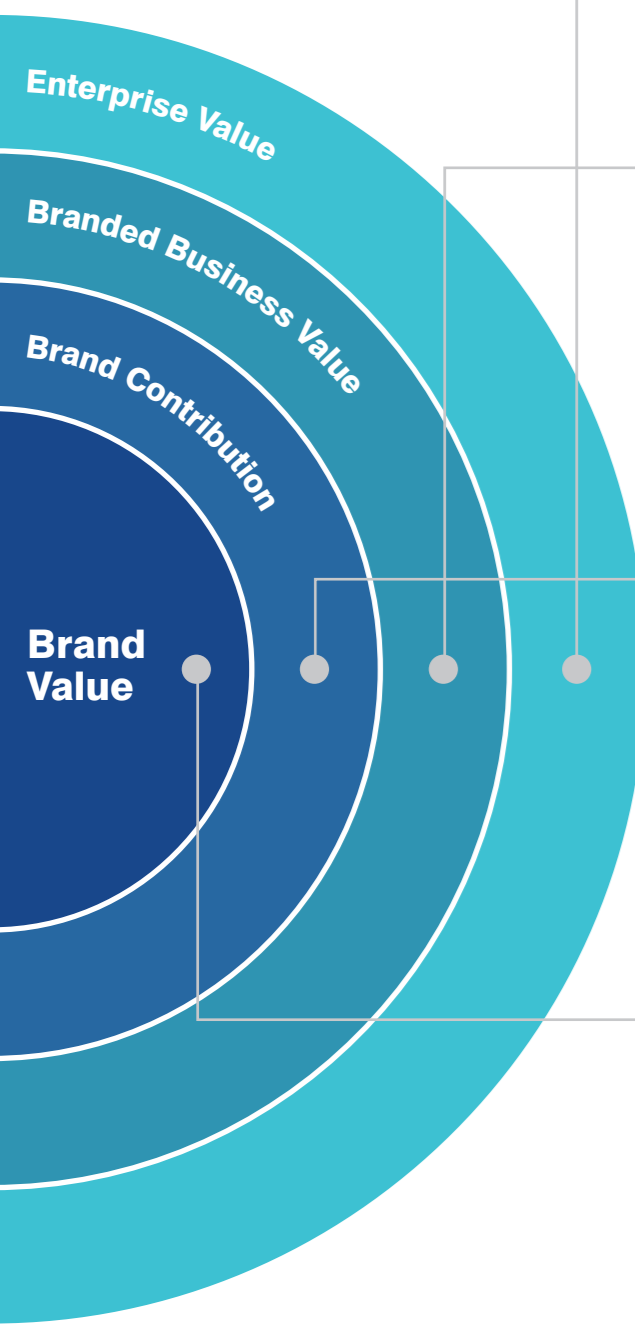 Enterprise Value
Branded Business Value
Brand Contribution
Brand
Value